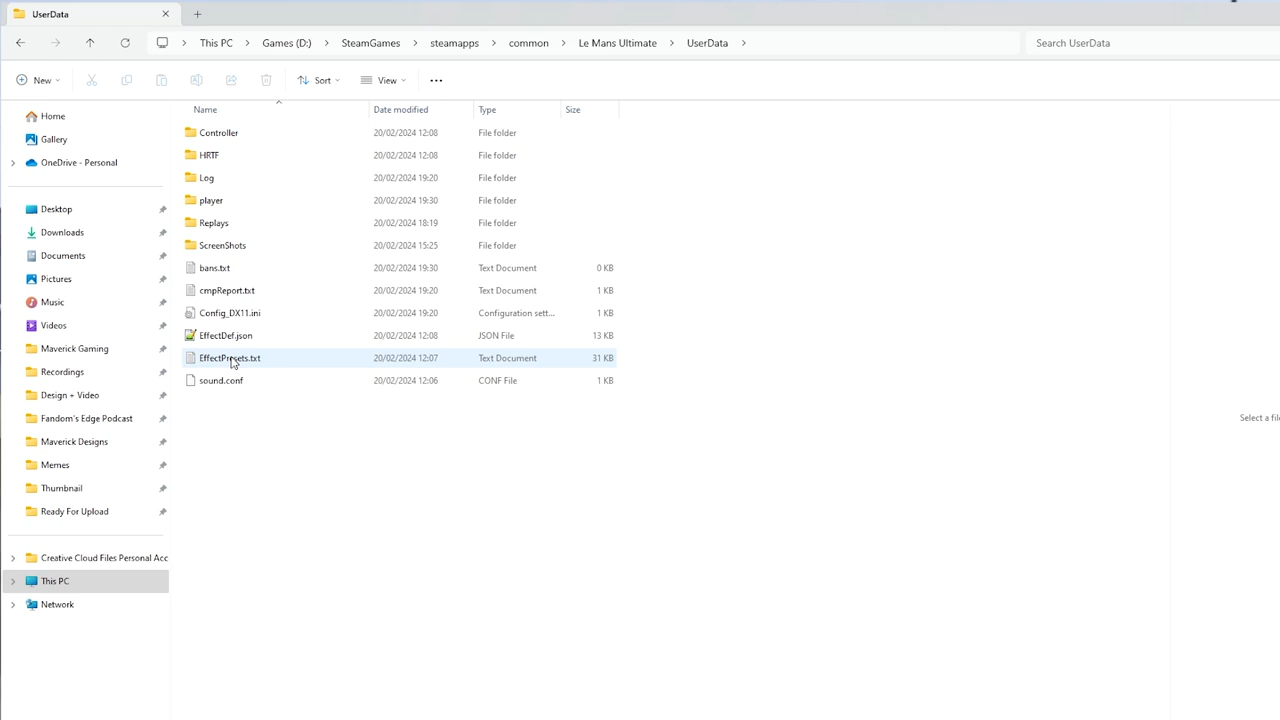 UserData
This PC > Games (D:) > SteamGames > steamapps > common > Le Mans Ultimate > UserData >
Search UserData
New
Sort
View
Home
Gallery
OneDrive - Personal
Desktop
Downloads
Documents
Pictures
Music
Videos
Maverick Gaming
Recordings
Design + Video
Fandom's Edge Podcast
Maverick Designs
Memes
Thumbnail
Ready For Upload
Creative Cloud Files Personal Acc
This PC
Network
Name Date modified Type Size
Controller 20/02/2024 12:08 File folder
HRTF 20/02/2024 12:08 File folder
Log 20/02/2024 19:20 File folder
player 20/02/2024 19:30 File folder
Replays 20/02/2024 18:19 File folder
ScreenShots 20/02/2024 15:25 File folder
bans.txt 20/02/2024 19:30 Text Document 0 KB
cmpReport.txt 20/02/2024 19:20 Text Document 1 KB
Config_DX11.ini 20/02/2024 19:20 Configuration sett... 1 KB
EffectDef.json 20/02/2024 12:08 JSON File 13 KB
EffectPresets.txt 20/02/2024 12:07 Text Document 31 KB
sound.conf 20/02/2024 12:06 CONF File 1 KB
Select a fil